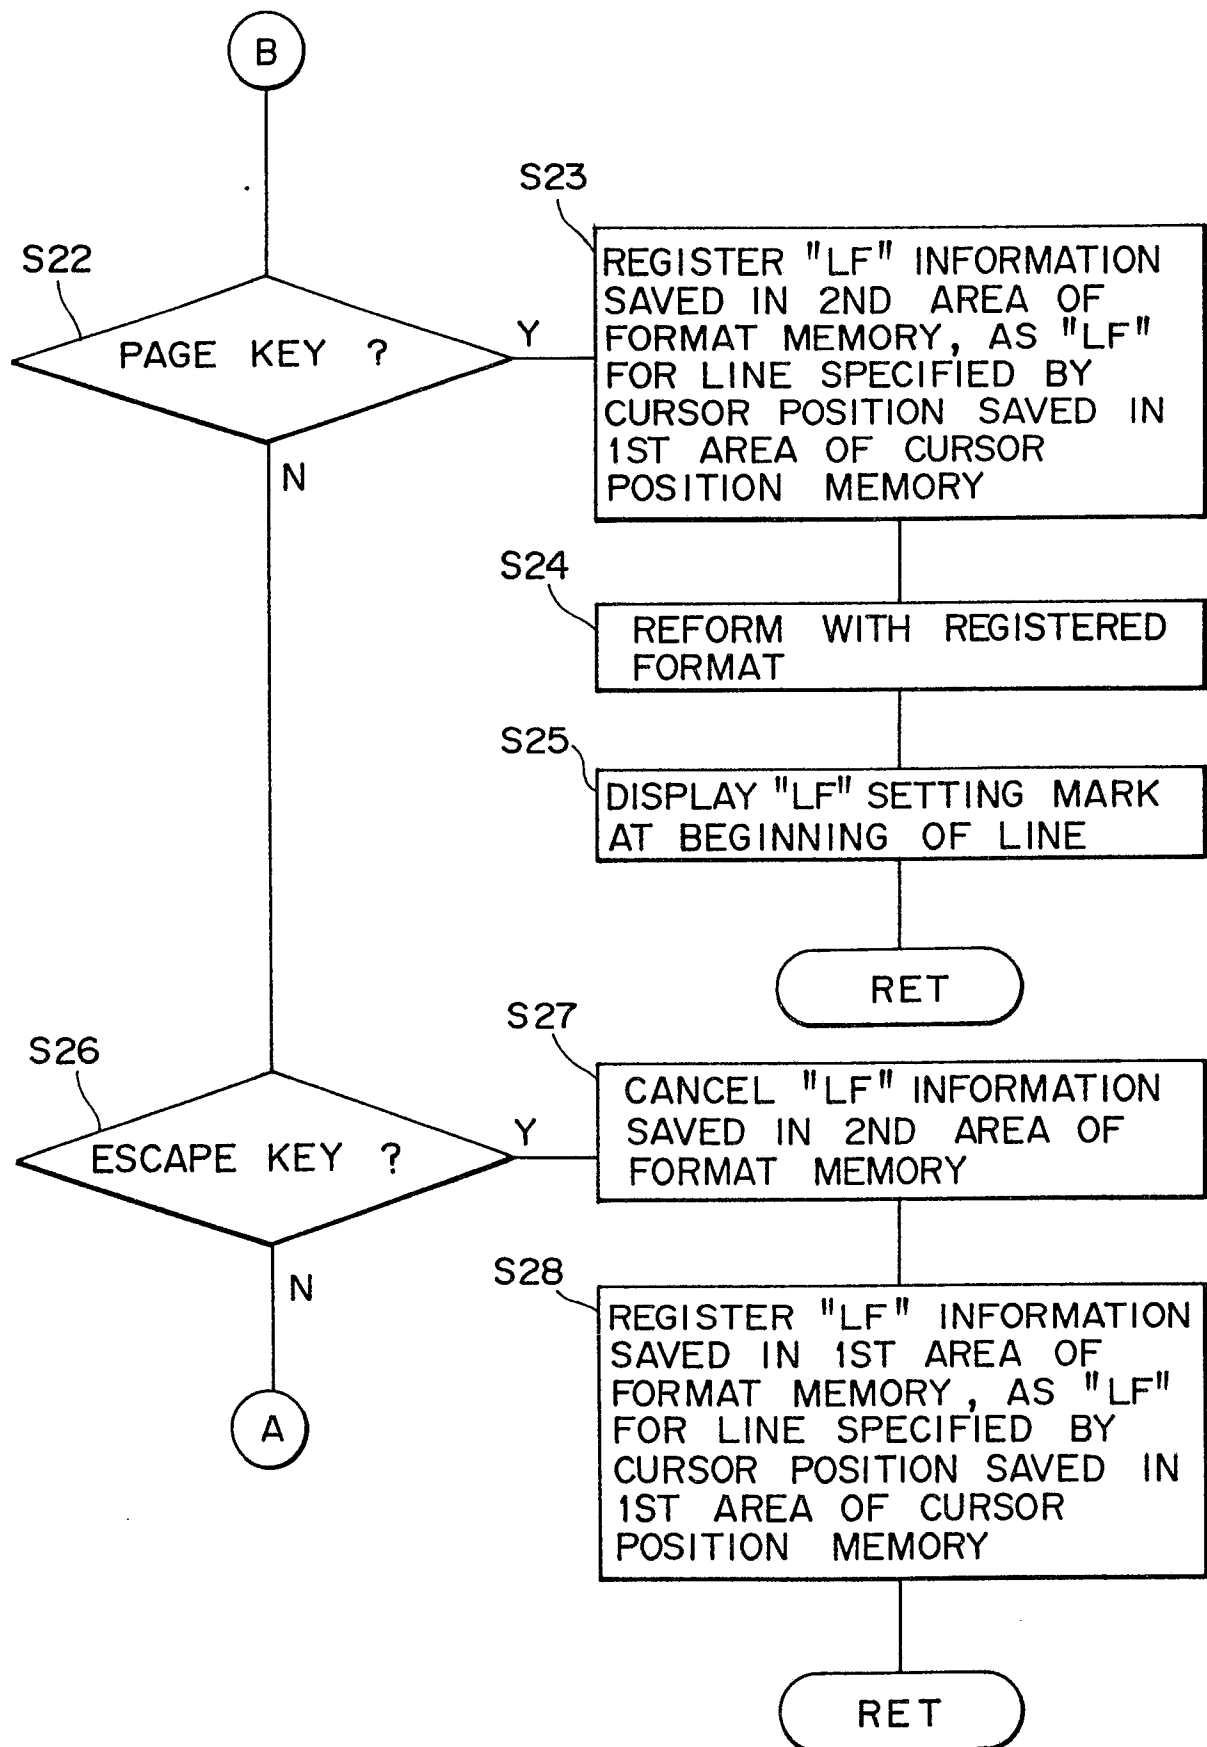 B
S23
S22
REGISTER "LF" INFORMATION
SAVED IN 2ND AREA OF
FORMAT MEMORY, AS "LF"
FOR LINE SPECIFIED BY
CURSOR POSITION SAVED IN
1ST AREA OF CURSOR
POSITION MEMORY
PAGE KEY ?
Y
N
S24
REFORM WITH REGISTERED
FORMAT
S25
DISPLAY "LF" SETTING MARK
AT BEGINNING OF LINE
RET
S27
S26
CANCEL "LF" INFORMATION
SAVED IN 2ND AREA OF
FORMAT MEMORY
ESCAPE KEY ?
Y
N
S28
REGISTER "LF" INFORMATION
SAVED IN 1ST AREA OF
FORMAT MEMORY, AS "LF"
FOR LINE SPECIFIED BY
CURSOR POSITION SAVED IN
1ST AREA OF CURSOR
POSITION MEMORY
A
RET